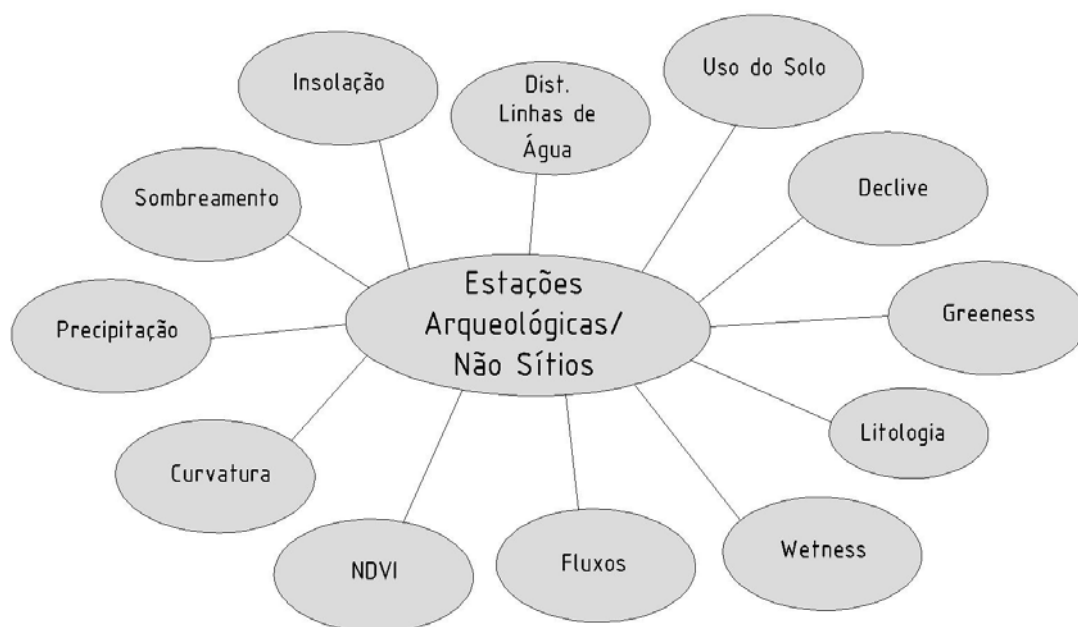 Insolação
Dist.
Linhas de
Água
Uso do Solo
Sombreamento
Declive
Estações
Arqueológicas/
Não Sítios
Precipitação
Greeness
Curvatura
Litologia
NDVI
Fluxos
Wetness